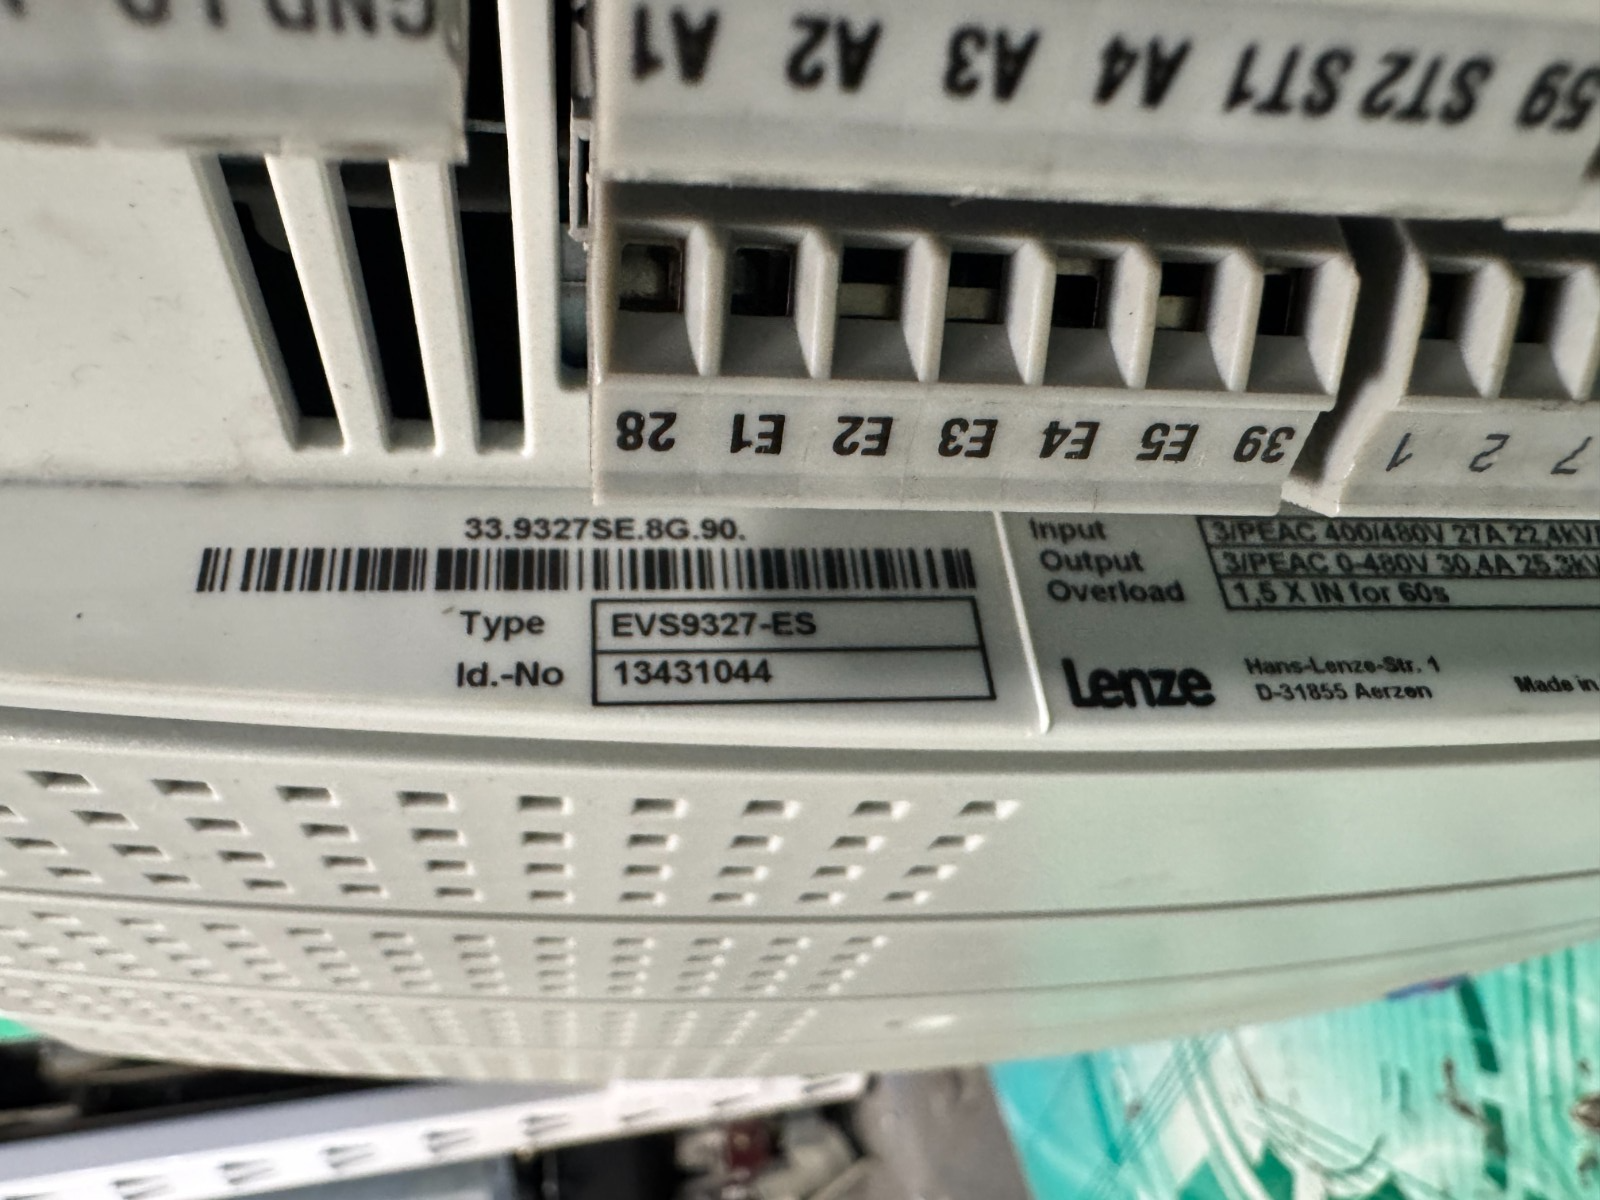 GND LO
A1 A2 A3 A4 ST1 ST2 59
28 E1 E2 E3 E4 E5 39 1 2 7
33.9327SE.8G.90.
Type EVS9327-ES
Id.-No 13431044
Input 3/PEAC 400/480V 27A 22,4kV
Output 3/PEAC 0-480V 30,4A 25,3kV
Overload 1,5 X IN for 60s
Lenze
Hans-Lenze-Str. 1
D-31855 Aerzen
Made in